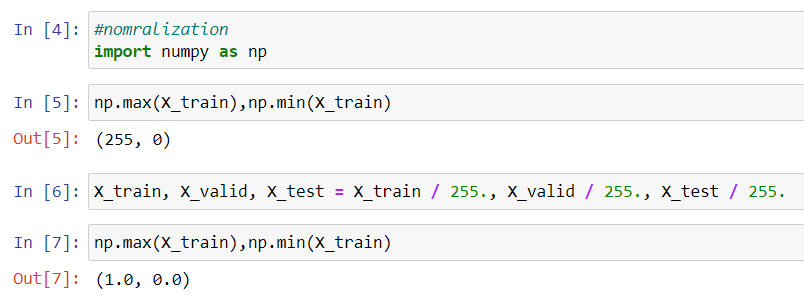 In [4]: #nomralization
import numpy as np
In [5]: np.max(X_train),np.min(X_train)
Out[5]: (255, 0)
In [6]: X_train, X_valid, X_test = X_train / 255., X_valid / 255., X_test / 255.
In [7]: np.max(X_train),np.min(X_train)
Out[7]: (1.0, 0.0)